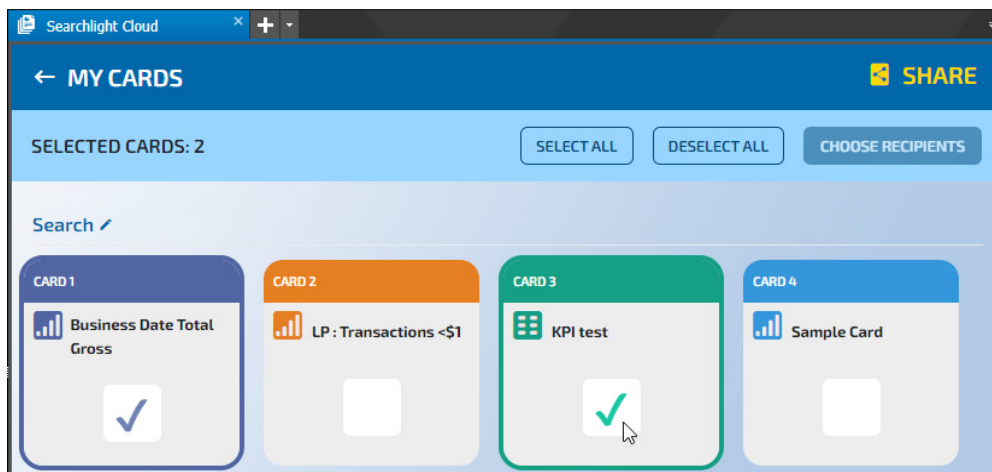 Searchlight Cloud
MY CARDS
SHARE
SELECTED CARDS: 2
SELECT ALL
DESELECT ALL
CHOOSE RECIPIENTS
Search
CARD 1
Business Date Total
Gross
CARD 2
LP : Transactions <$1
CARD 3
KPI test
CARD 4
Sample Card